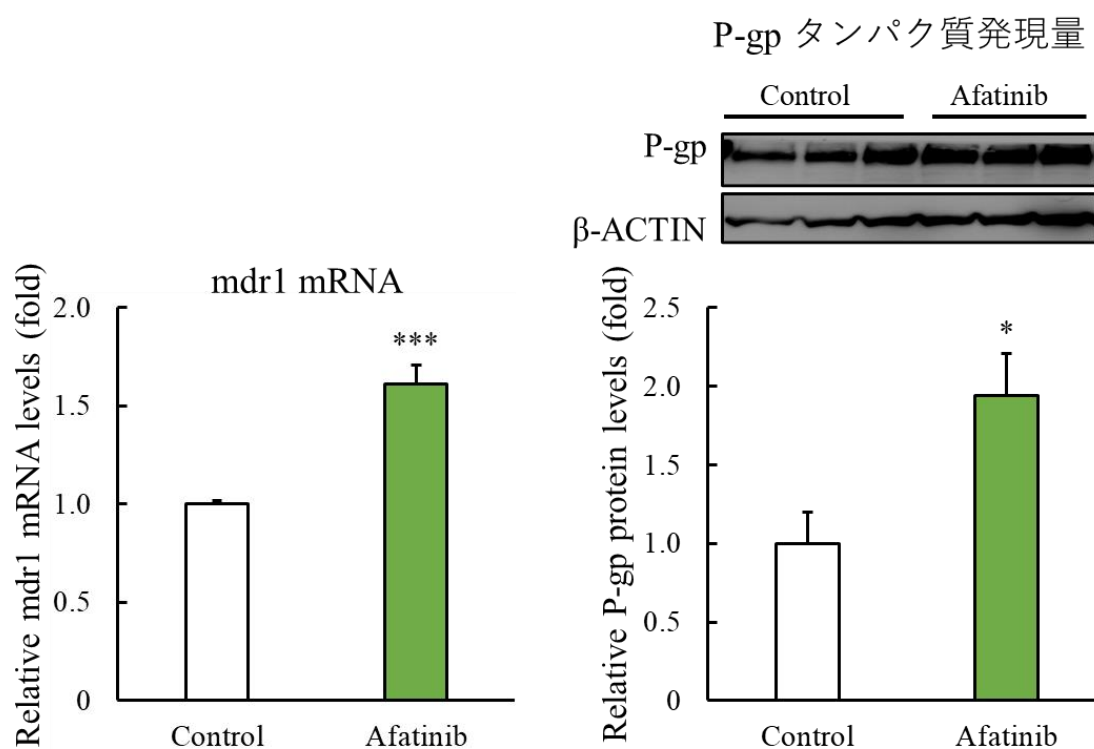 P-gp タンパク質発現量
Control Afatinib
P-gp
β-ACTIN
mdr1 mRNA
Relative mdr1 mRNA levels (fold)
2.0
1.5
1.0
0.5
0
***
Control Afatinib
Relative P-gp protein levels (fold)
2.5
2.0
1.5
1.0
0.5
0
*
Control Afatinib